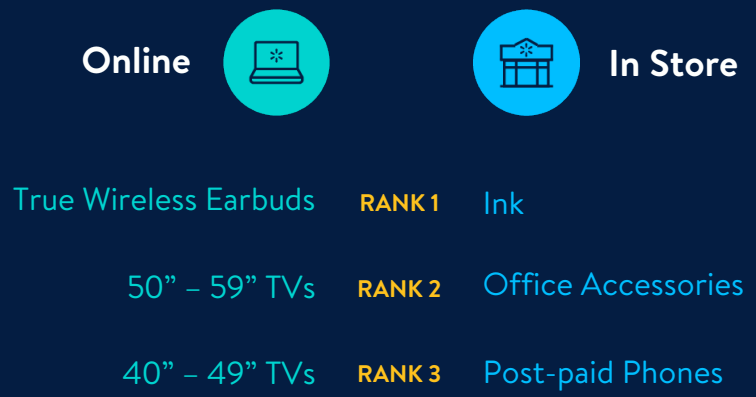 Online In Store
True Wireless Earbuds RANK 1 Ink
50” – 59” TVs RANK 2 Office Accessories
40” – 49” TVs RANK 3 Post-paid Phones